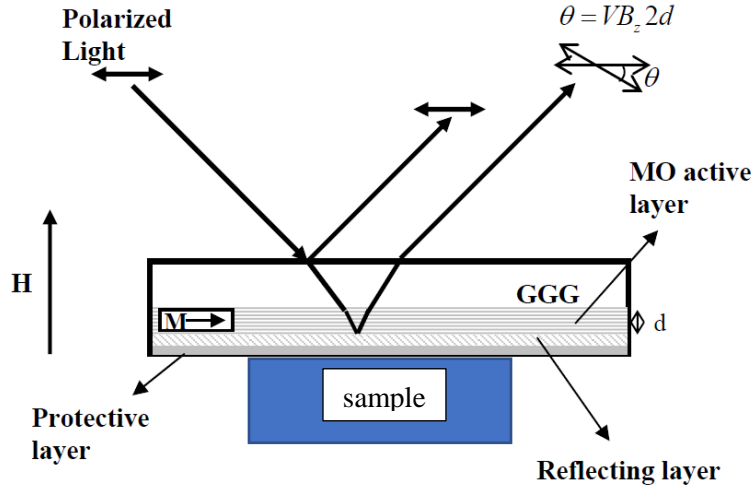 Polarized
Light
θ = VB_z 2d
θ
MO active
layer
H
GGG
M
d
sample
Protective
layer
Reflecting layer